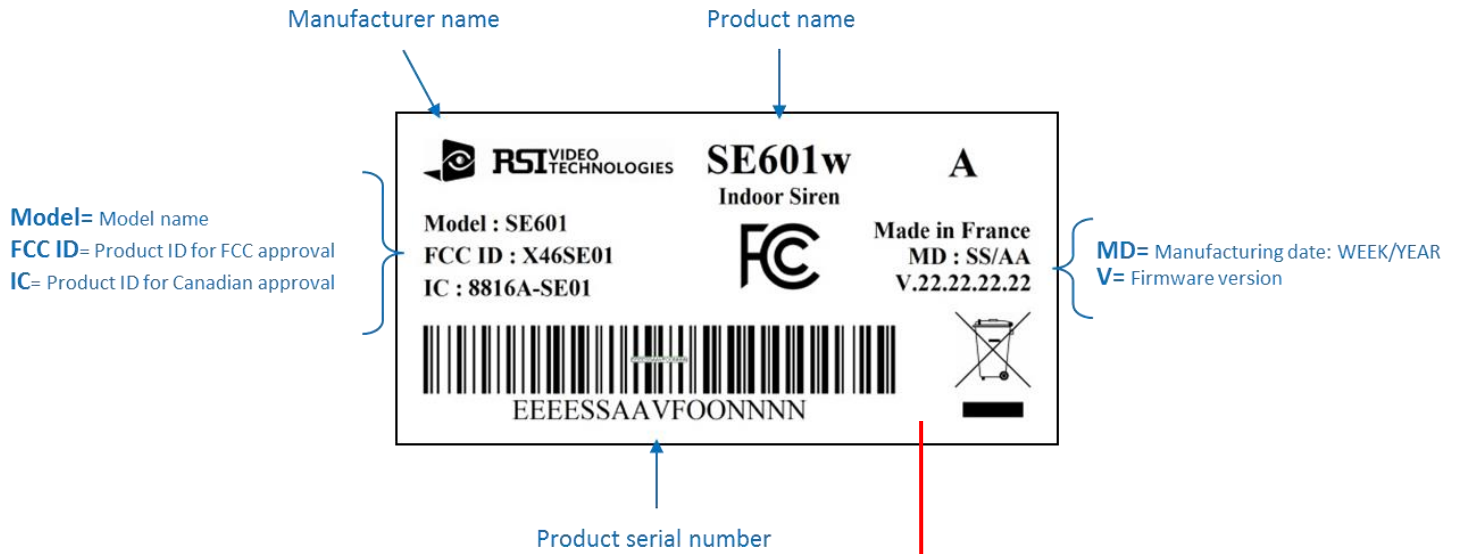 Manufacturer name
Product name
RSI VIDEO TECHNOLOGIES
SE601w
A
Indoor Siren
Model : SE601
FCC ID : X46SE01
IC : 8816A-SE01
FC
Made in France
MD : SS/AA
V.22.22.22.22
EEEESSAAVFOONNNN
Model= Model name
FCC ID= Product ID for FCC approval
IC= Product ID for Canadian approval
MD= Manufacturing date: WEEK/YEAR
V= Firmware version
Product serial number